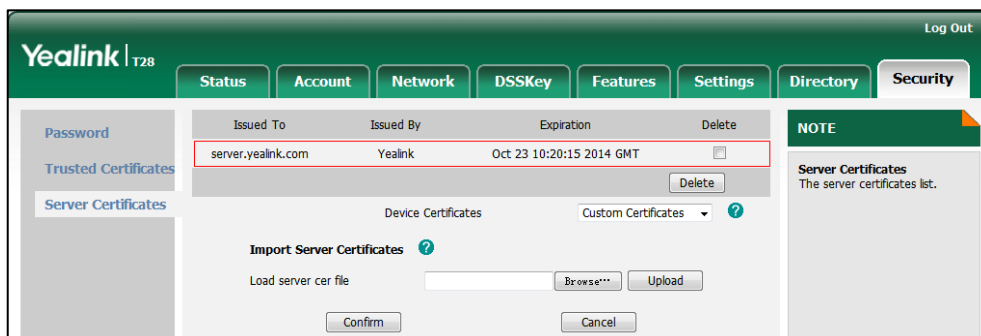 Log Out
Yealink T28
Status Account Network DSSKey Features Settings Directory Security
Password
Trusted Certificates
Server Certificates
Issued To Issued By Expiration Delete
server.yealink.com Yealink Oct 23 10:20:15 2014 GMT
Delete
Device Certificates Custom Certificates ?
Import Server Certificates ?
Load server cer file Browse... Upload
Confirm Cancel
NOTE
Server Certificates
The server certificates list.